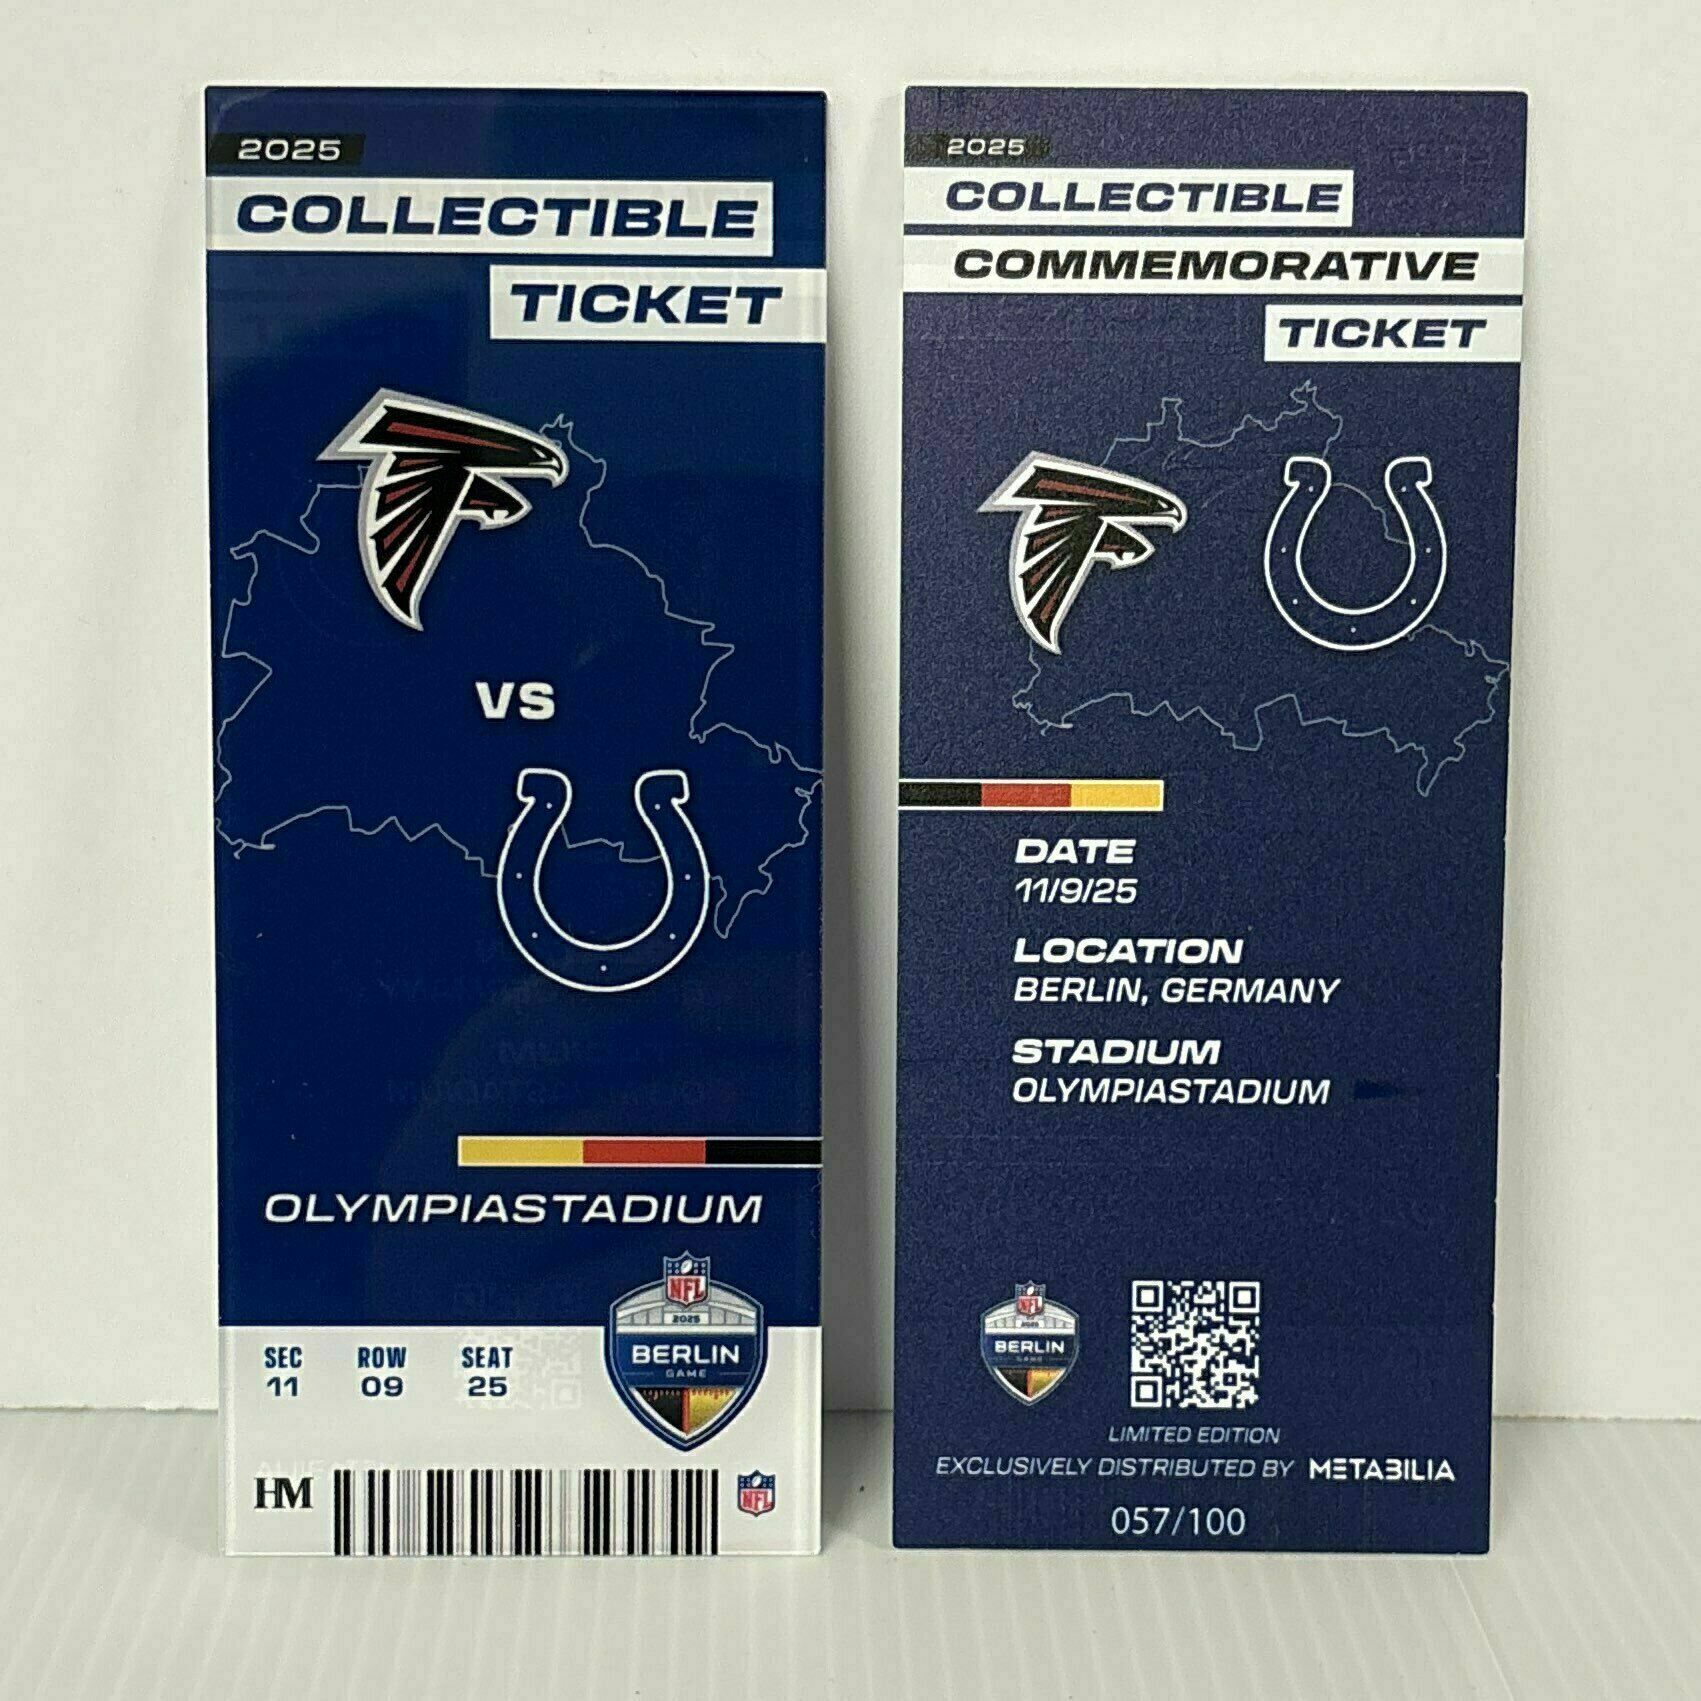 2025
COLLECTIBLE
TICKET
VS
OLYMPIASTADIUM
NFL
2025
BERLIN
GAME
SEC ROW SEAT
11 09 25
HM
NFL
2025
COLLECTIBLE
COMMEMORATIVE
TICKET
DATE
11/9/25
LOCATION
BERLIN, GERMANY
STADIUM
OLYMPIASTADIUM
NFL
2025
BERLIN
GAME
LIMITED EDITION
EXCLUSIVELY DISTRIBUTED BY METABILIA
057/100